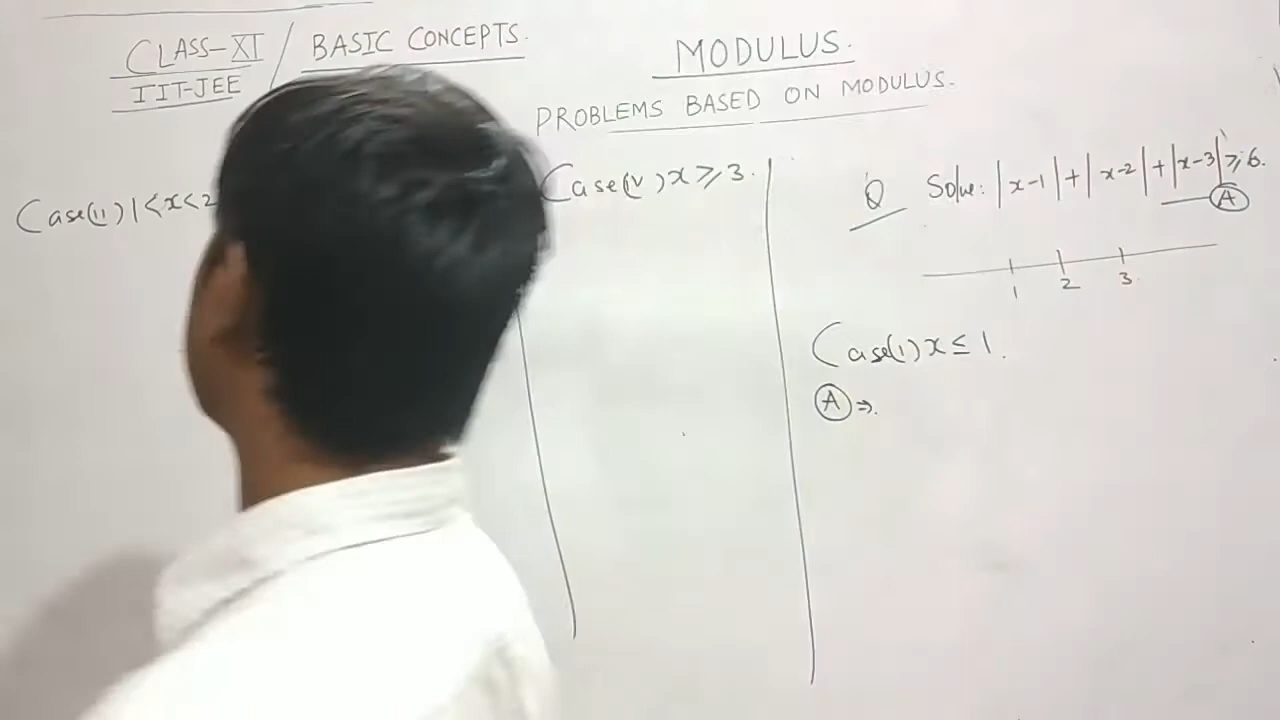 CLASS-XI / BASIC CONCEPTS.
IIT-JEE
MODULUS.
PROBLEMS BASED ON MODULUS.
Case(ii) 1<x<2
Case(iv) x≥3.
Q Solve: |x-1|+|x-2|+|x-3|≥6.
A
1 2 3
Case(i) x≤1.
A ⇒